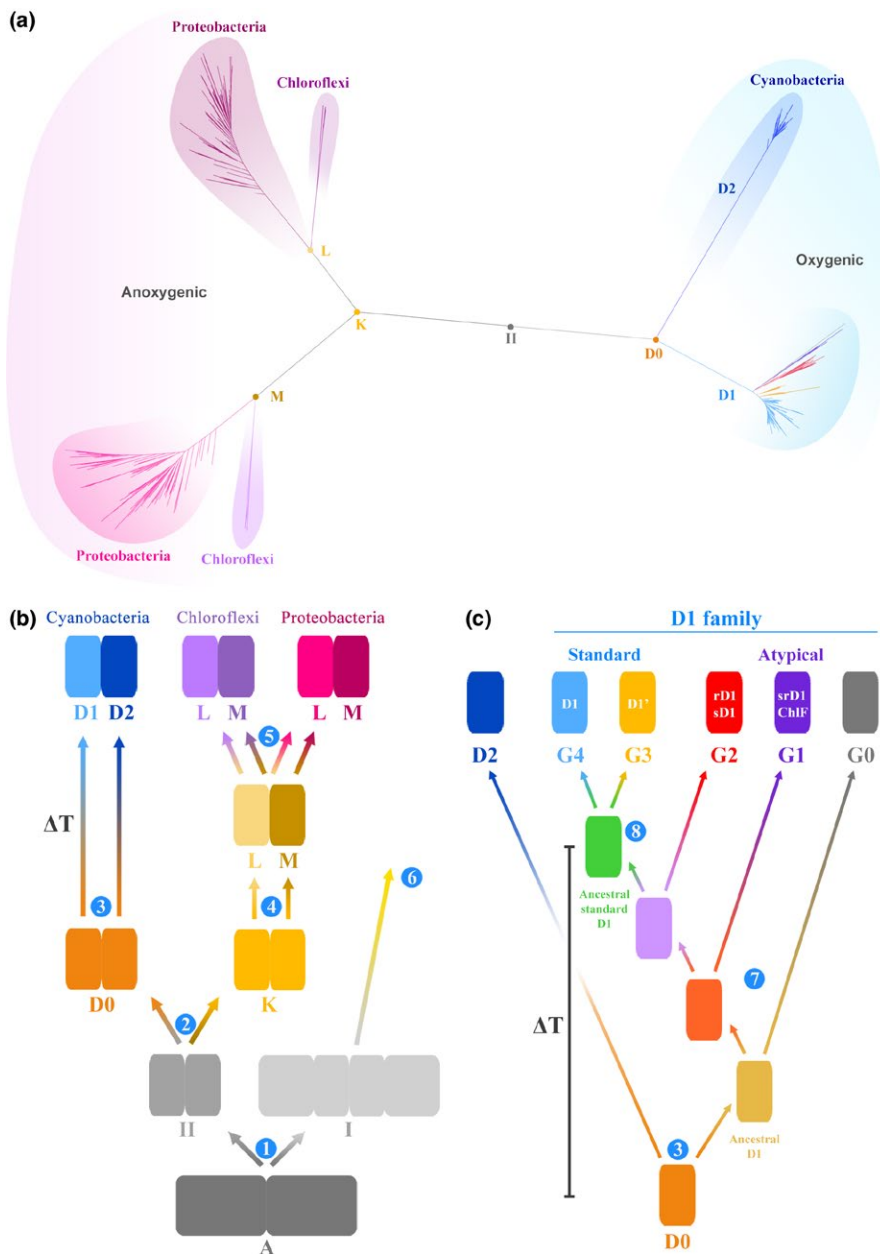 (a)
Proteobacteria
Chloroflexi
Cyanobacteria
D2
L
Oxygenic
Anoxygenic
K
II
D0
D1
M
Proteobacteria
Chloroflexi
(b)
Cyanobacteria
Chloroflexi
Proteobacteria
D1 D2
L M
L M
5
ΔT
L M
6
3
4
D0
K
2
II
I
1
A
(c)
D1 family
Standard
Atypical
D1
D1'
rD1
sD1
srD1
ChlF
D2
G4
G3
G2
G1
G0
8
Ancestral
standard
D1
7
ΔT
Ancestral
D1
3
D0